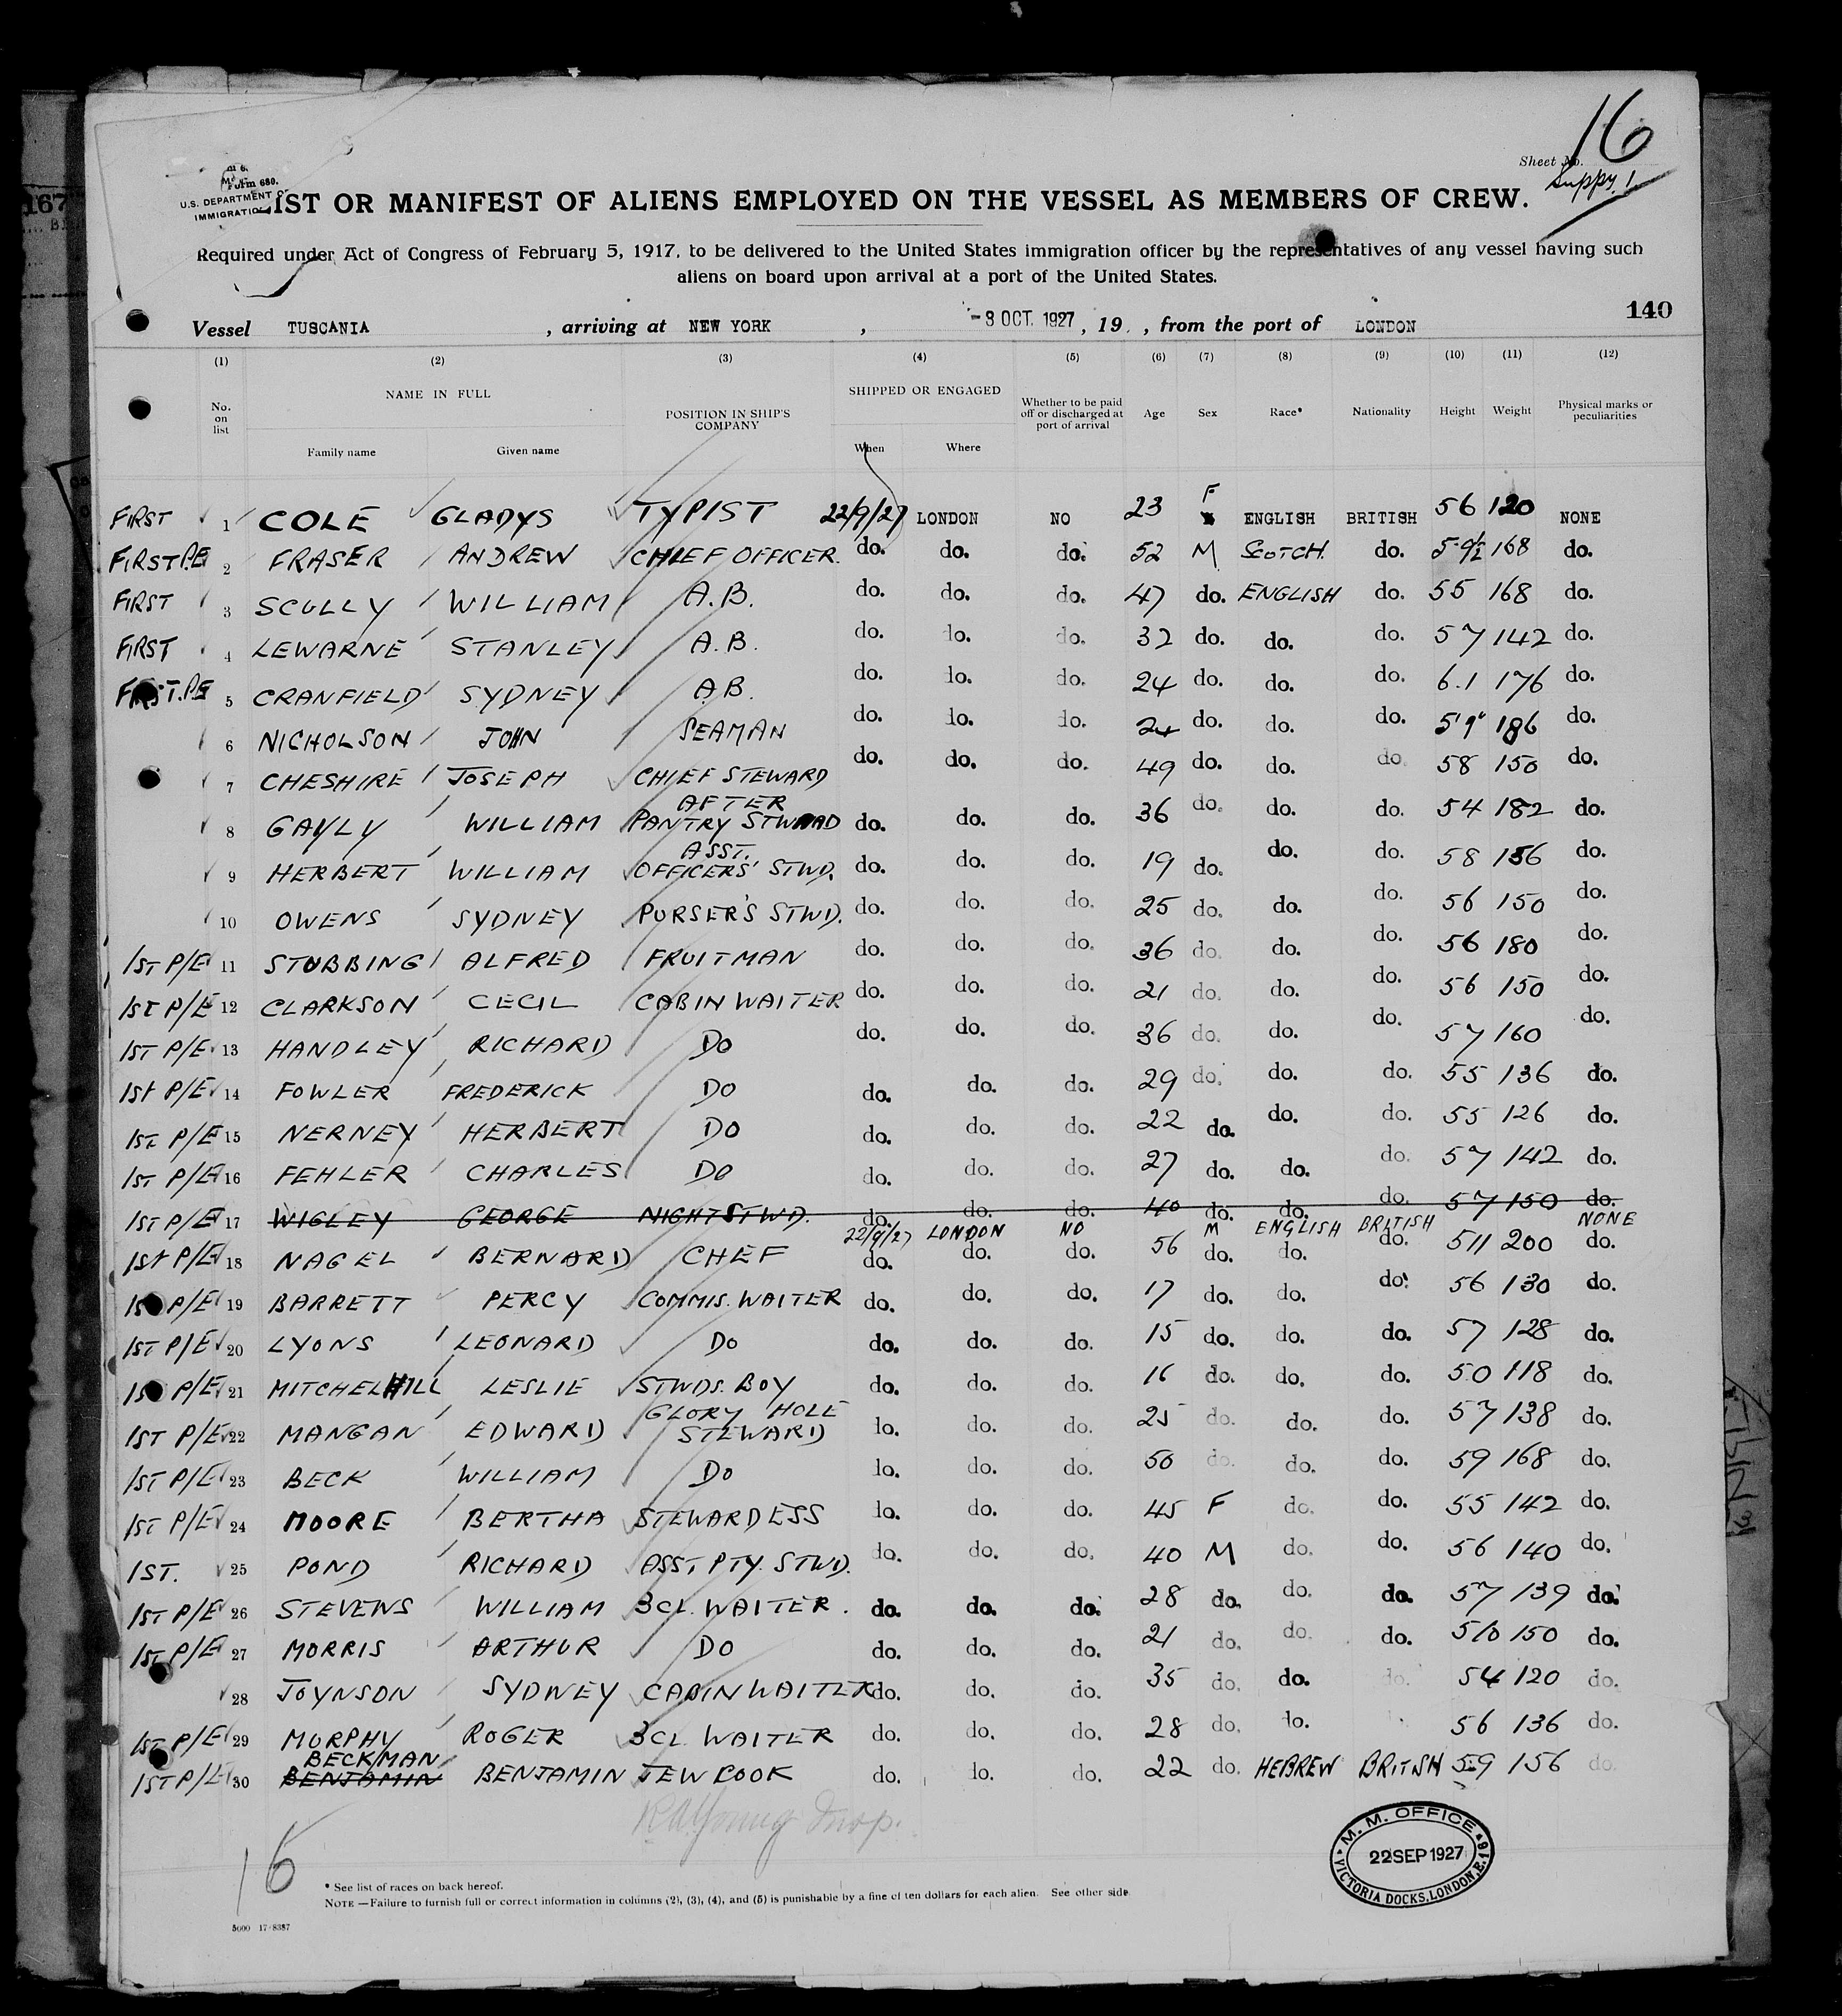 16
Sheet No.
Suppy. 1.
Form 680.
U.S. DEPARTMENT OF
IMMIGRATION
LIST OR MANIFEST OF ALIENS EMPLOYED ON THE VESSEL AS MEMBERS OF CREW.
Required under Act of Congress of February 5, 1917, to be delivered to the United States immigration officer by the representatives of any vessel having such
aliens on board upon arrival at a port of the United States.
140
Vessel TUSCANIA , arriving at NEW YORK , -3 OCT. 1927 , 19 , from the port of LONDON
(1) (2) (3) (4) (5) (6) (7) (8) (9) (10) (11) (12)
No. on list NAME IN FULL POSITION IN SHIP'S COMPANY SHIPPED OR ENGAGED Whether to be paid off or discharged at port of arrival Age Sex Race* Nationality Height Weight Physical marks or peculiarities
Family name Given name When Where
FIRST 1 COLE GLADYS TYPIST 22/9/27 LONDON NO 23 F ENGLISH BRITISH 56 120 NONE
FIRST P.E 2 FRASER ANDREW CHIEF OFFICER. do. do. do. 52 M SCOTCH. do. 5-9½ 168 do.
FIRST 3 SCULLY WILLIAM A.B. do. do. do. 47 do. ENGLISH do. 55 168 do.
FIRST 4 LEWARNE STANLEY A.B. do. do. do. 32 do. do. do. 57 142 do.
FIRST.P.E 5 CRANFIELD SYDNEY A.B. do. do. do. 24 do. do. do. 6.1 176 do.
6 NICHOLSON JOHN SEAMAN do. do. do. 24 do. do. do. 5'9" 186 do.
7 CHESHIRE JOSEPH CHIEF STEWARD do. do. do. 49 do. do. do. 58 150 do.
8 GAYLY WILLIAM AFTER PANTRY STWARD do. do. do. 36 do. do. do. 54 182 do.
9 HERBERT WILLIAM ASST. OFFICERS' STWD. do. do. do. 19 do. do. do. 58 136 do.
10 OWENS SYDNEY PURSER'S STWD. do. do. do. 25 do. do. do. 56 150 do.
1ST P/E 11 STUBBING ALFRED FRUITMAN do. do. do. 36 do. do. do. 56 180 do.
1ST P/E 12 CLARKSON CECIL CABIN WAITER do. do. do. 21 do. do. do. 56 150 do.
1ST P/E 13 HANDLEY RICHARD DO do. do. do. 36 do. do. do. 57 160 do.
1ST P/E 14 FOWLER FREDERICK DO do. do. do. 29 do. do. do. 55 136 do.
1ST P/E 15 NERNEY HERBERT DO do. do. do. 22 do. do. do. 55 126 do.
1ST P/E 16 FEHLER CHARLES DO do. do. do. 27 do. do. do. 57 142 do.
1ST P/E 17 WIGLEY GEORGE NIGHT STWD. do. do. do. 40 do. do. do. 57 150 do.
22/9/27 LONDON NO M ENGLISH BRITISH NONE
1ST P/E 18 NAGEL BERNARD CHEF do. do. do. 56 do. do. do. 511 200 do.
1ST P/E 19 BARRETT PERCY COMMIS. WAITER do. do. do. 17 do. do. do. 56 130 do.
1ST P/E 20 LYONS LEONARD DO do. do. do. 15 do. do. do. 57 128 do.
1ST P/E 21 MITCHELHILL LESLIE STWDS. BOY do. do. do. 16 do. do. do. 50 118 do.
1ST P/E 22 MANGAN EDWARD GLORY HOLE STEWARD do. do. do. 25 do. do. do. 57 138 do.
1ST P/E 23 BECK WILLIAM DO do. do. do. 50 do. do. do. 59 168 do.
1ST P/E 24 MOORE BERTHA STEWARDESS do. do. do. 45 F do. do. 55 142 do.
1ST. 25 POND RICHARD ASST. PTY. STWD. do. do. do. 40 M do. do. 56 140 do.
1ST P/E 26 STEVENS WILLIAM 3CL. WAITER. do. do. do. 28 do. do. do. 57 139 do.
1ST P/E 27 MORRIS ARTHUR DO do. do. do. 21 do. do. do. 510 150 do.
28 JOYNSON SYDNEY CABIN WAITER do. do. do. 35 do. do. do. 54 120 do.
1ST P/E 29 MURPHY ROGER 3CL. WAITER do. do. do. 28 do. do. 56 136 do.
BECKMAN
1ST P/E 30 BENJAMIN BENJAMIN JEW COOK do. do. do. 22 do. HEBREW BRITISH 59 156 do.
16
* See list of races on back hereof.
NOTE —Failure to furnish full or correct information in columns (2), (3), (4), and (5) is punishable by a fine of ten dollars for each alien. See other side
5000 17/8387
M. M. OFFICE
22 SEP 1927
VICTORIA DOCKS, LONDON, E.16